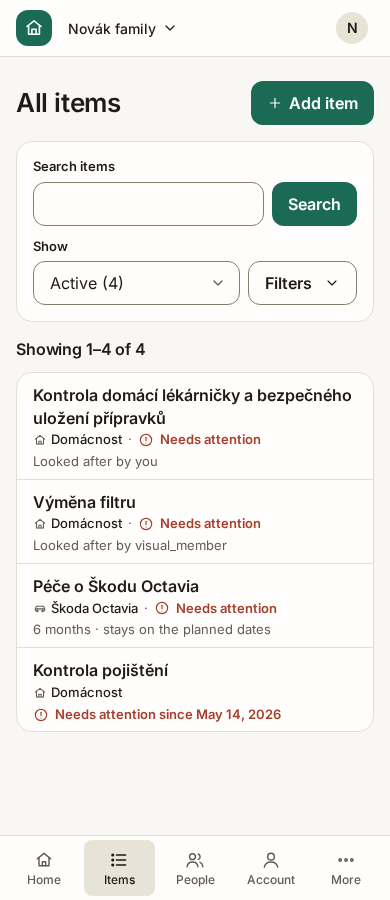 Novák family
N
All items
+ Add item
Search items
Search
Show
Active (4)
Filters
Showing 1–4 of 4
Kontrola domácí lékárničky a bezpečného
uložení přípravků
Domácnost · Needs attention
Looked after by you
Výměna filtru
Domácnost · Needs attention
Looked after by visual_member
Péče o Škodu Octavia
Škoda Octavia · Needs attention
6 months · stays on the planned dates
Kontrola pojištění
Domácnost
Needs attention since May 14, 2026
Home
Items
People
Account
More